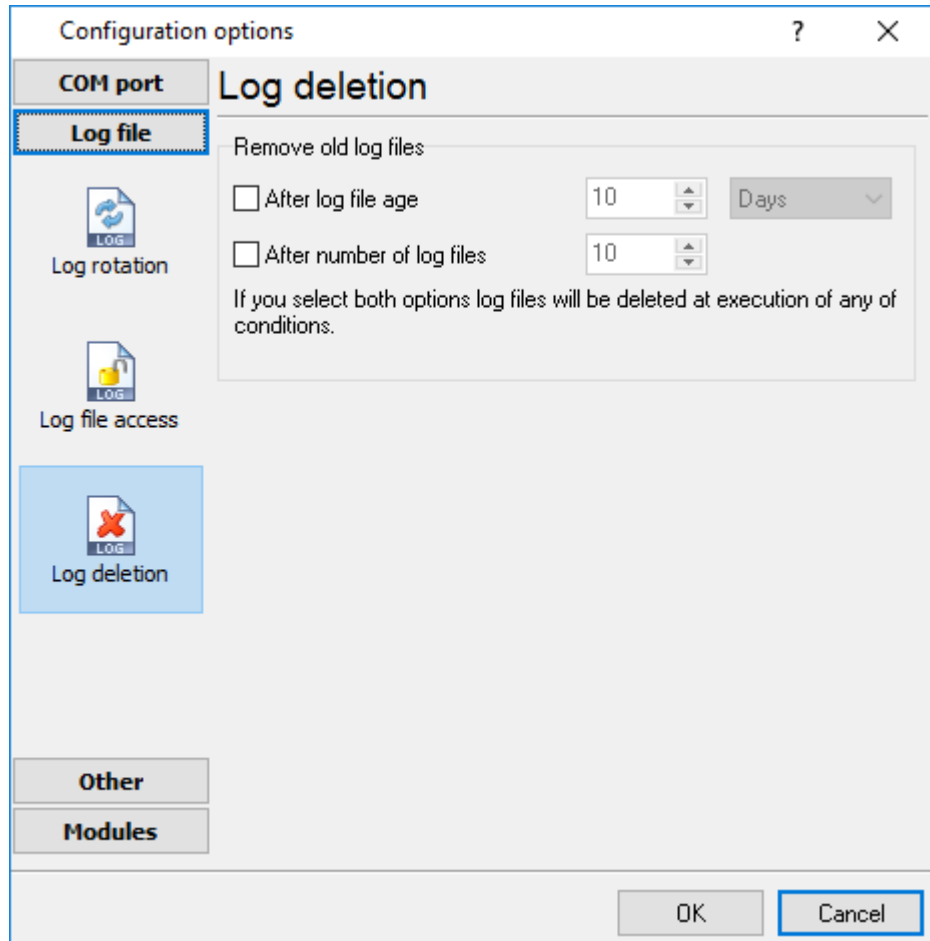 Configuration options
?
COM port
Log file
LOG
Log rotation
LOG
Log file access
LOG
Log deletion
Other
Modules
Log deletion
Remove old log files
After log file age 10 Days
After number of log files 10
If you select both options log files will be deleted at execution of any of
conditions.
OK Cancel